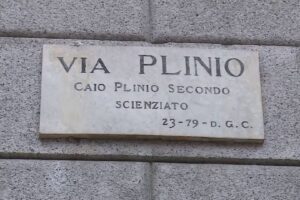 VIA PLINIO
CAIO PLINIO SECONDO
SCIENZIATO
23-79-D.G.C.